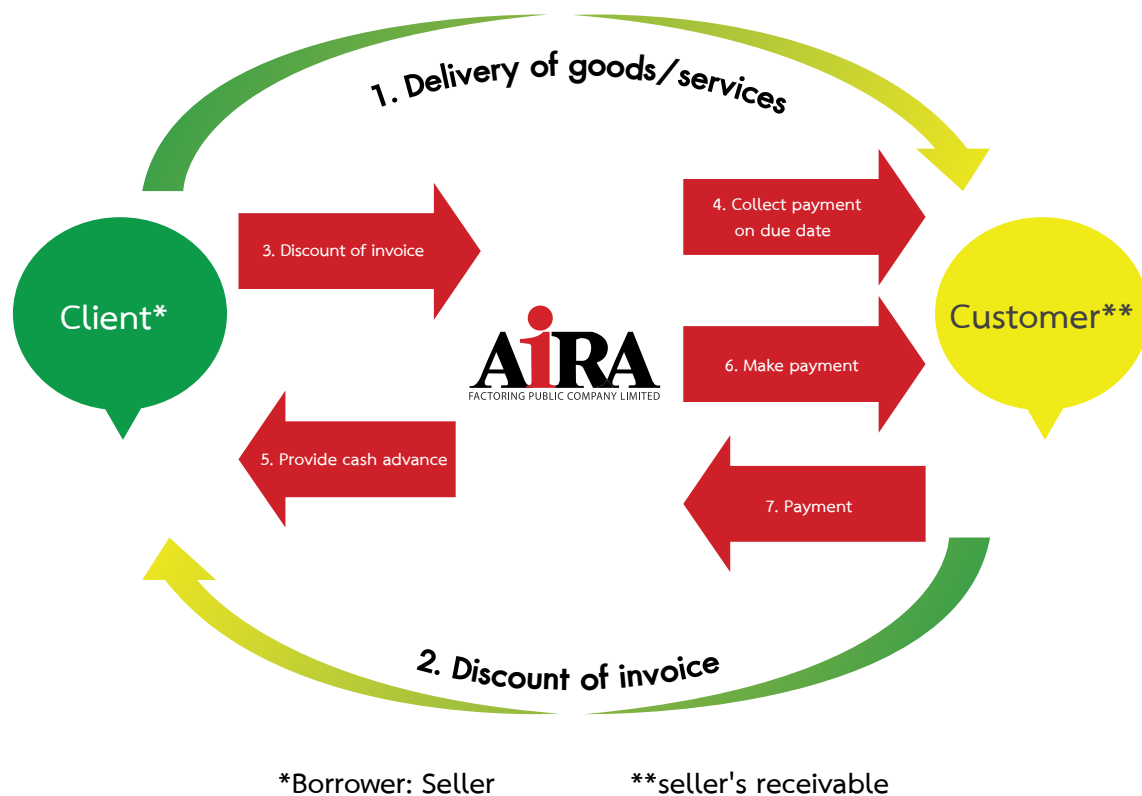 1. Delivery of goods/services
4. Collect payment
on due date
3. Discount of invoice
Client*
Customer**
AiRA
FACTORING PUBLIC COMPANY LIMITED
6. Make payment
5. Provide cash advance
7. Payment
2. Discount of invoice
*Borrower: Seller
**seller's receivable